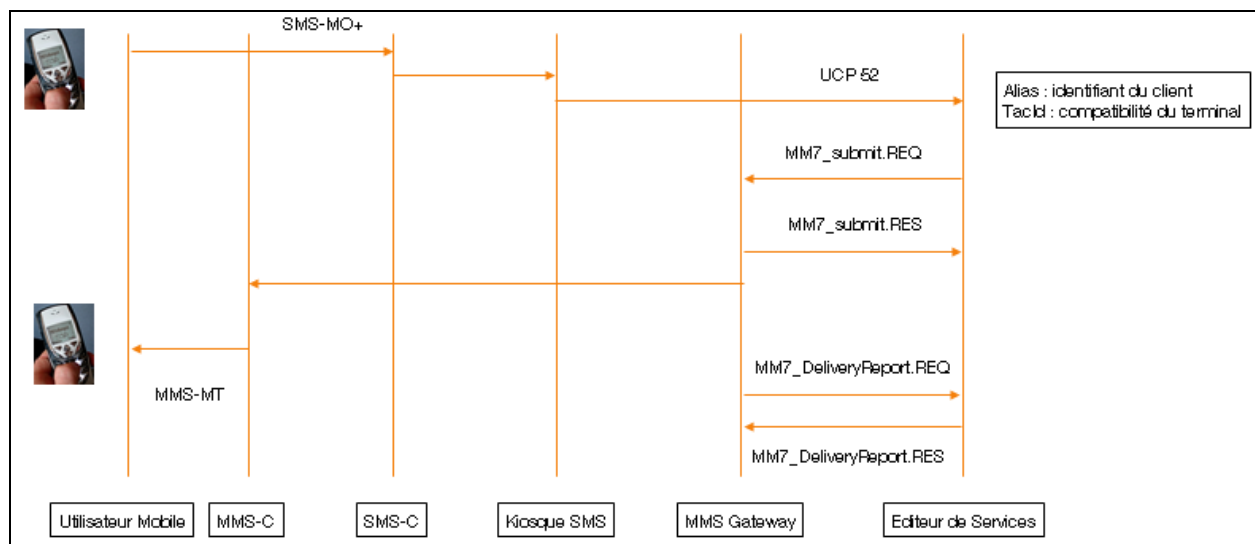 SMS-MO+
UCP 52
Alias : identifiant du client
TacId : compatibilité du terminal
MM7_submit.REQ
MM7_submit.RES
MM7_DeliveryReport.REQ
MMS-MT
MM7_DeliveryReport.RES
Utilisateur Mobile
MMS-C
SMS-C
Kiosque SMS
MMS Gateway
Editeur de Services